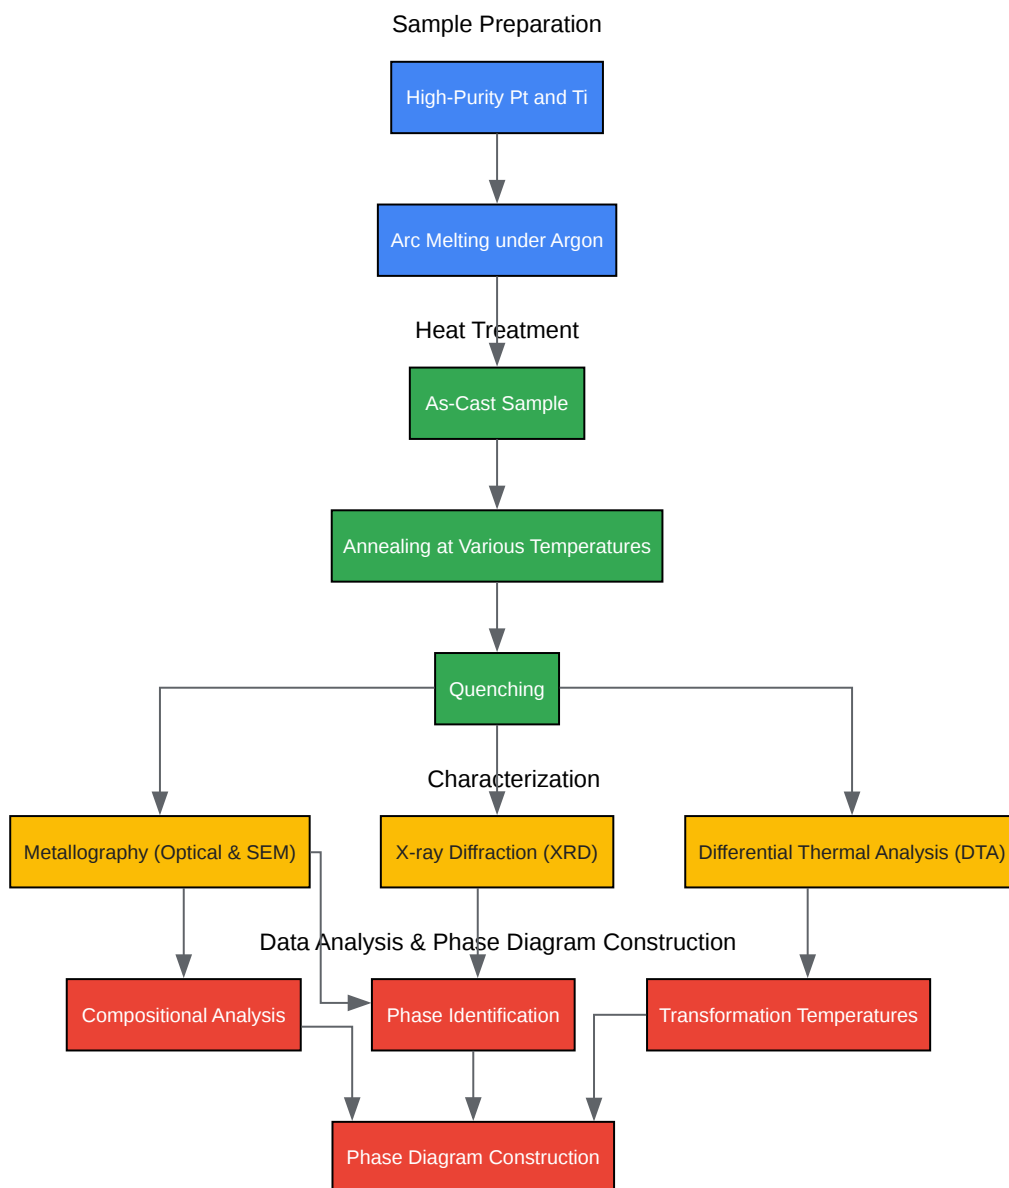 Sample Preparation
High-Purity Pt and Ti
Arc Melting under Argon
Heat Treatment
As-Cast Sample
Annealing at Various Temperatures
Quenching
Characterization
Metallography (Optical & SEM)
X-ray Diffraction (XRD)
Differential Thermal Analysis (DTA)
Data Analysis & Phase Diagram Construction
Compositional Analysis
Phase Identification
Transformation Temperatures
Phase Diagram Construction